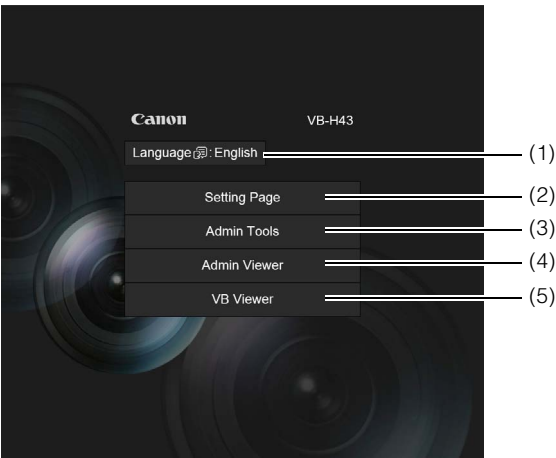 Canon VB-H43
Language: English (1)
Setting Page (2)
Admin Tools (3)
Admin Viewer (4)
VB Viewer (5)